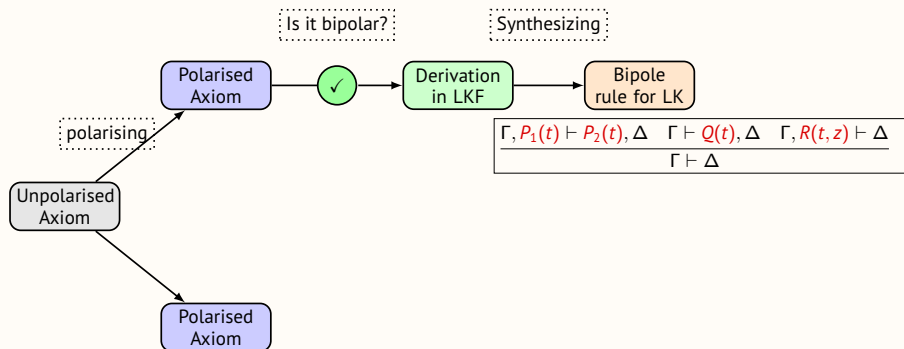 Is it bipolar?
Synthesizing
Polarised
Axiom
✓
Derivation
in LKF
Bipole
rule for LK
polarising
Γ, P₁(t) ⊢ P₂(t), Δ Γ ⊢ Q(t), Δ Γ, R(t, z) ⊢ Δ
Γ ⊢ Δ
Unpolarised
Axiom
Polarised
Axiom